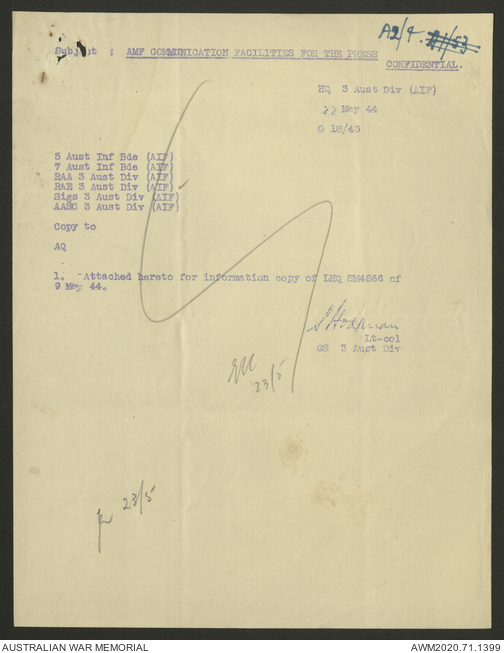 A2/4.
Subject : AMF COMMUNICATION FACILITIES FOR THE PRESS
CONFIDENTIAL.
HQ 3 Aust Div (AIF)
22 May 44
G 18/43
5 Aust Inf Bde (AIF)
7 Aust Inf Bde (AIF)
RAA 3 Aust Div (AIF)
RAE 3 Aust Div (AIF)
Sigs 3 Aust Div (AIF)
AASC 3 Aust Div (AIF)
Copy to
AQ
1. Attached hereto for information copy of LHQ SM4866 of
9 May 44.
Lt-col
GS 3 Aust Div
23/5
23/5
AUSTRALIAN WAR MEMORIAL
AWM2020.71.1399